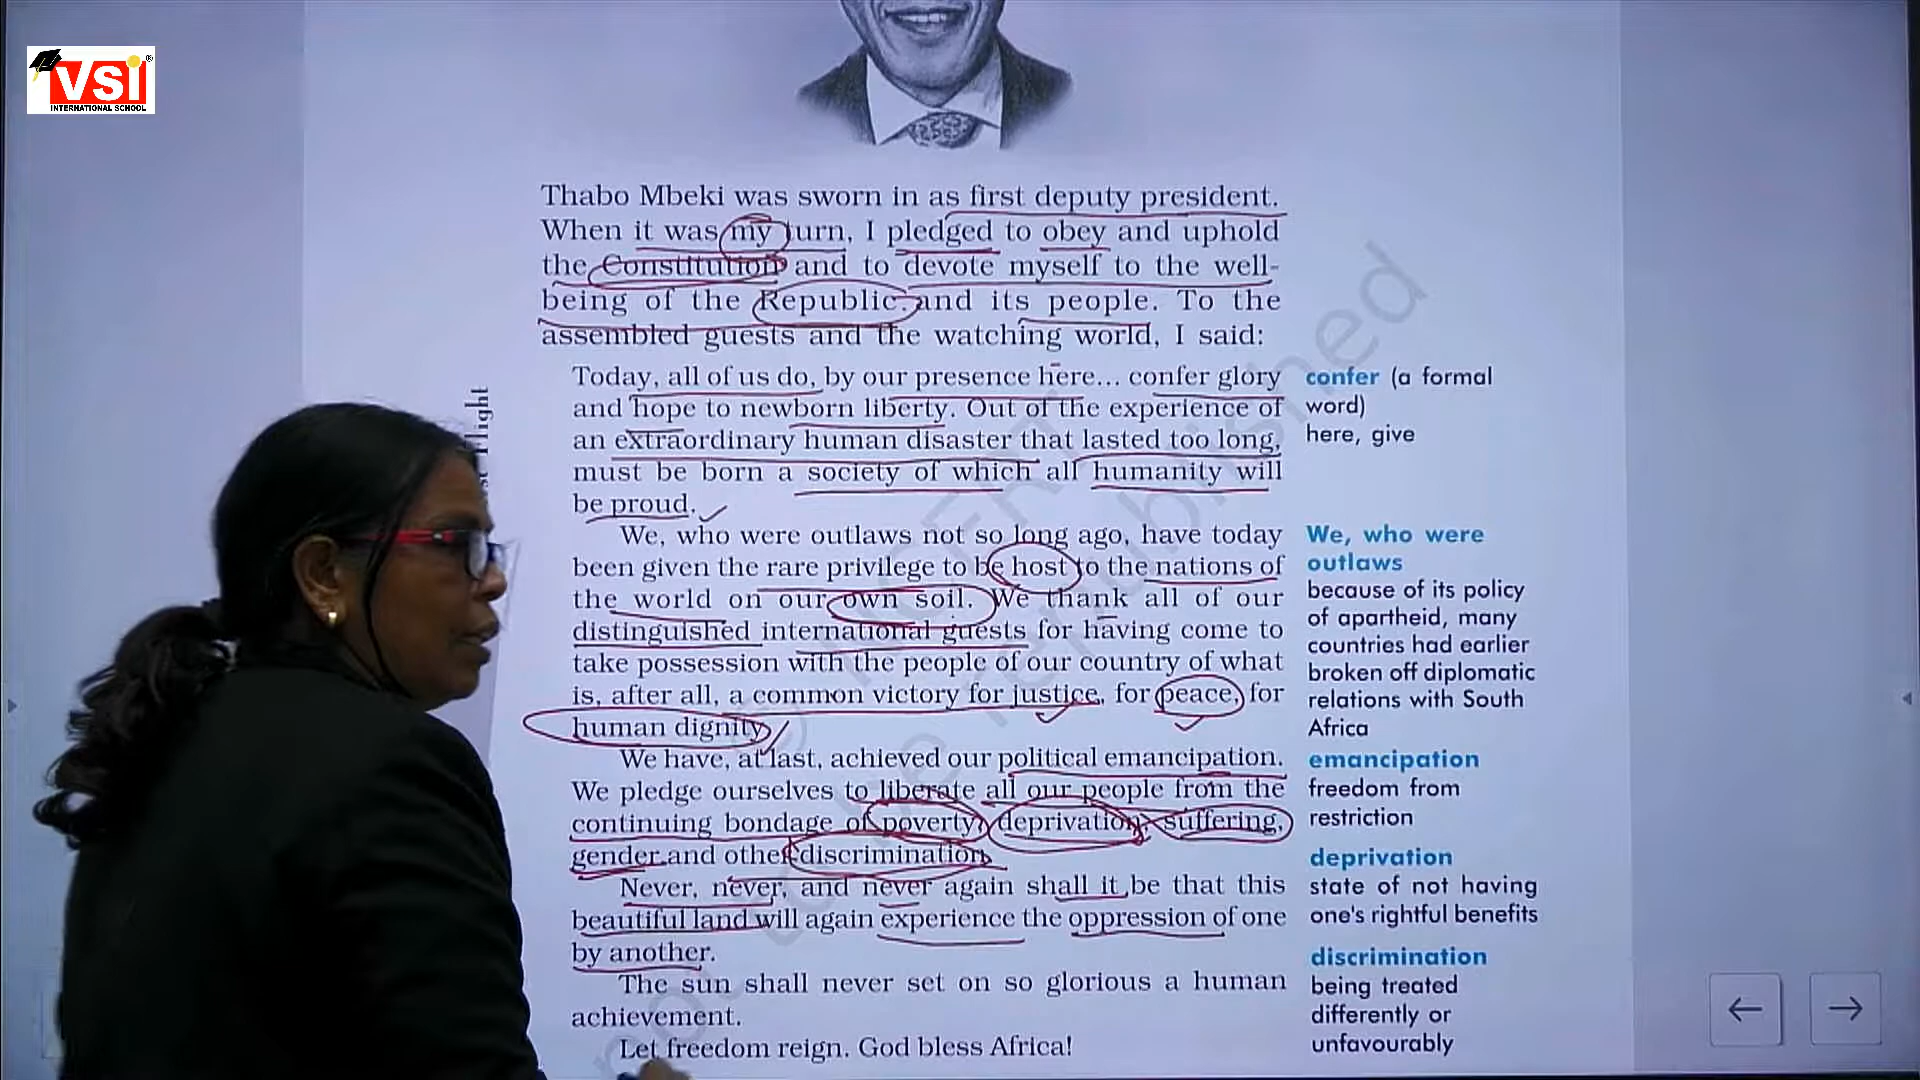 VSI
INTERNATIONAL SCHOOL
Thabo Mbeki was sworn in as first deputy president.
When it was my turn, I pledged to obey and uphold
the Constitution and to devote myself to the well-
being of the Republic and its people. To the
assembled guests and the watching world, I said:
Today, all of us do, by our presence here... confer glory
and hope to newborn liberty. Out of the experience of
an extraordinary human disaster that lasted too long,
must be born a society of which all humanity will
be proud.
We, who were outlaws not so long ago, have today
been given the rare privilege to be host to the nations of
the world on our own soil. We thank all of our
distinguished international guests for having come to
take possession with the people of our country of what
is, after all, a common victory for justice, for peace, for
human dignity
We have, at last, achieved our political emancipation.
We pledge ourselves to liberate all our people from the
continuing bondage of poverty, deprivation, suffering,
gender and other discrimination
Never, never, and never again shall it be that this
beautiful land will again experience the oppression of one
by another.
The sun shall never set on so glorious a human
achievement.
Let freedom reign. God bless Africa!
confer (a formal
word)
here, give
We, who were
outlaws
because of its policy
of apartheid, many
countries had earlier
broken off diplomatic
relations with South
Africa
emancipation
freedom from
restriction
deprivation
state of not having
one's rightful benefits
discrimination
being treated
differently or
unfavourably
Flight